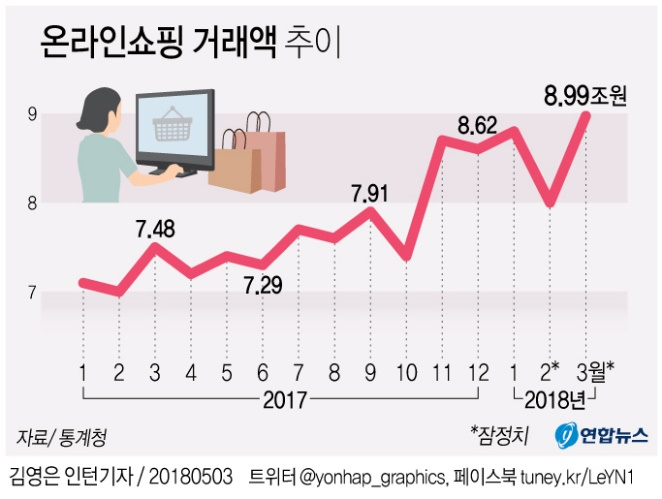 온라인쇼핑 거래액 추이
8.99조원
9
8.62
8
7.91
7.48
7.29
7
1 2 3 4 5 6 7 8 9 10 11 12 1 2* 3월*
2017 2018년
자료/ 통계청 *잠정치 연합뉴스
김영은 인턴기자 / 20180503 트위터 @yonhap_graphics, 페이스북 tuney.kr/LeYN1